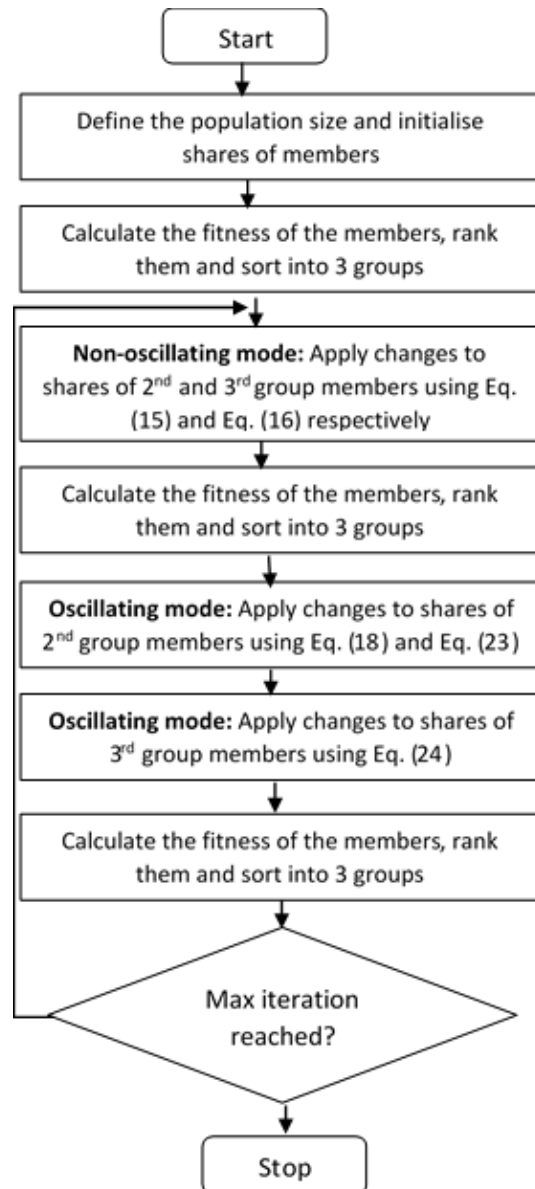 Start
Define the population size and initialise
shares of members
Calculate the fitness of the members, rank
them and sort into 3 groups
Non-oscillating mode: Apply changes to
shares of 2nd and 3rd group members using Eq.
(15) and Eq. (16) respectively
Calculate the fitness of the members, rank
them and sort into 3 groups
Oscillating mode: Apply changes to shares of
2nd group members using Eq. (18) and Eq. (23)
Oscillating mode: Apply changes to shares of
3rd group members using Eq. (24)
Calculate the fitness of the members, rank
them and sort into 3 groups
Max iteration
reached?
Stop